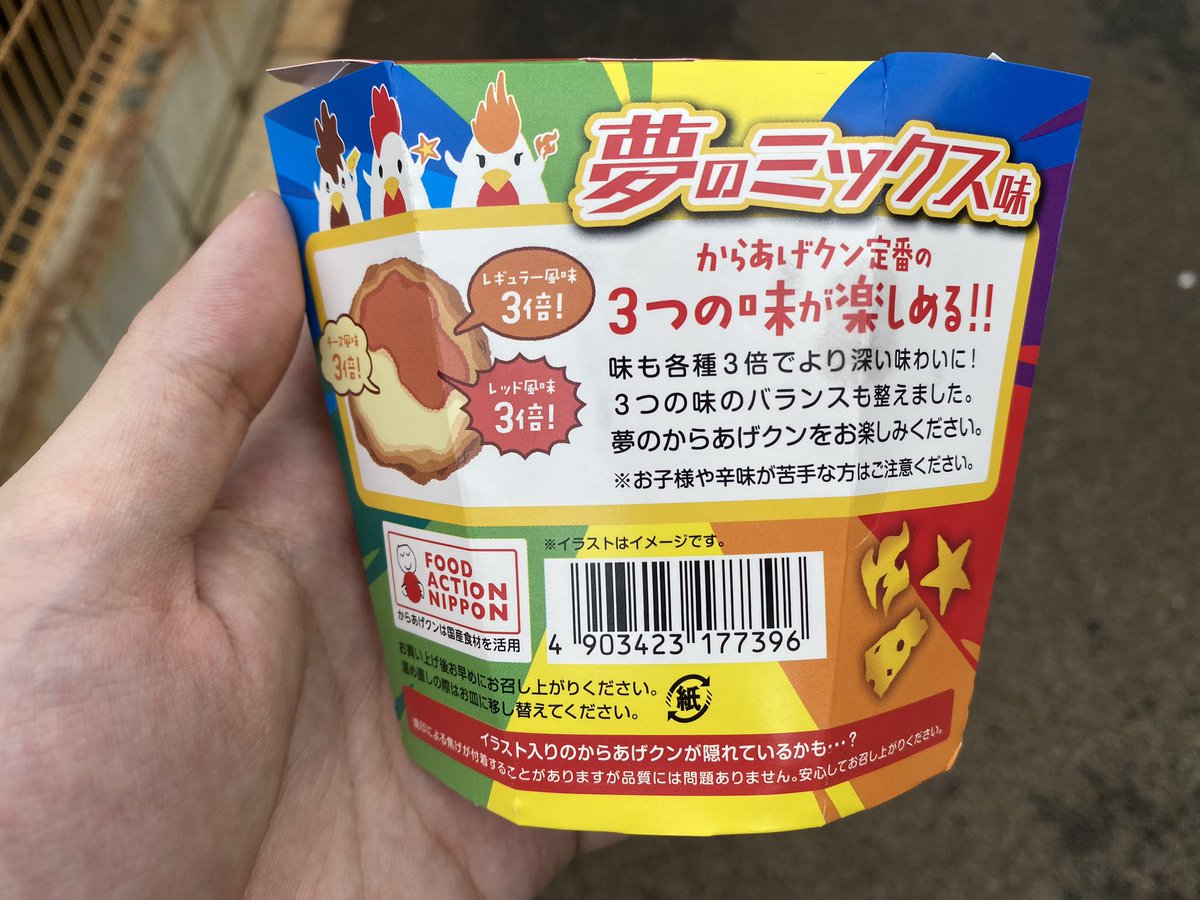 夢のミックス味
からあげクン定番の
3つの味が楽しめる!!
レギュラー風味
3倍!
チーズ風味
3倍!
レッド風味
3倍!
味も各種3倍でより深い味わいに!
3つの味のバランスも整えました。
夢のからあげクンをお楽しみください。
※お子様や辛味が苦手な方はご注意ください。
※イラストはイメージです。
FOOD
ACTION
NIPPON
からあげクンは国産食材を活用
4 903423 177396
お買い上げ後お早めにお召し上がりください。
温め直しの際はお皿に移し替えてください。
紙
イラスト入りのからあげクンが隠れているかも…?
焼印による焦げが付着することがありますが品質には問題ありません。安心してお召し上がりください。